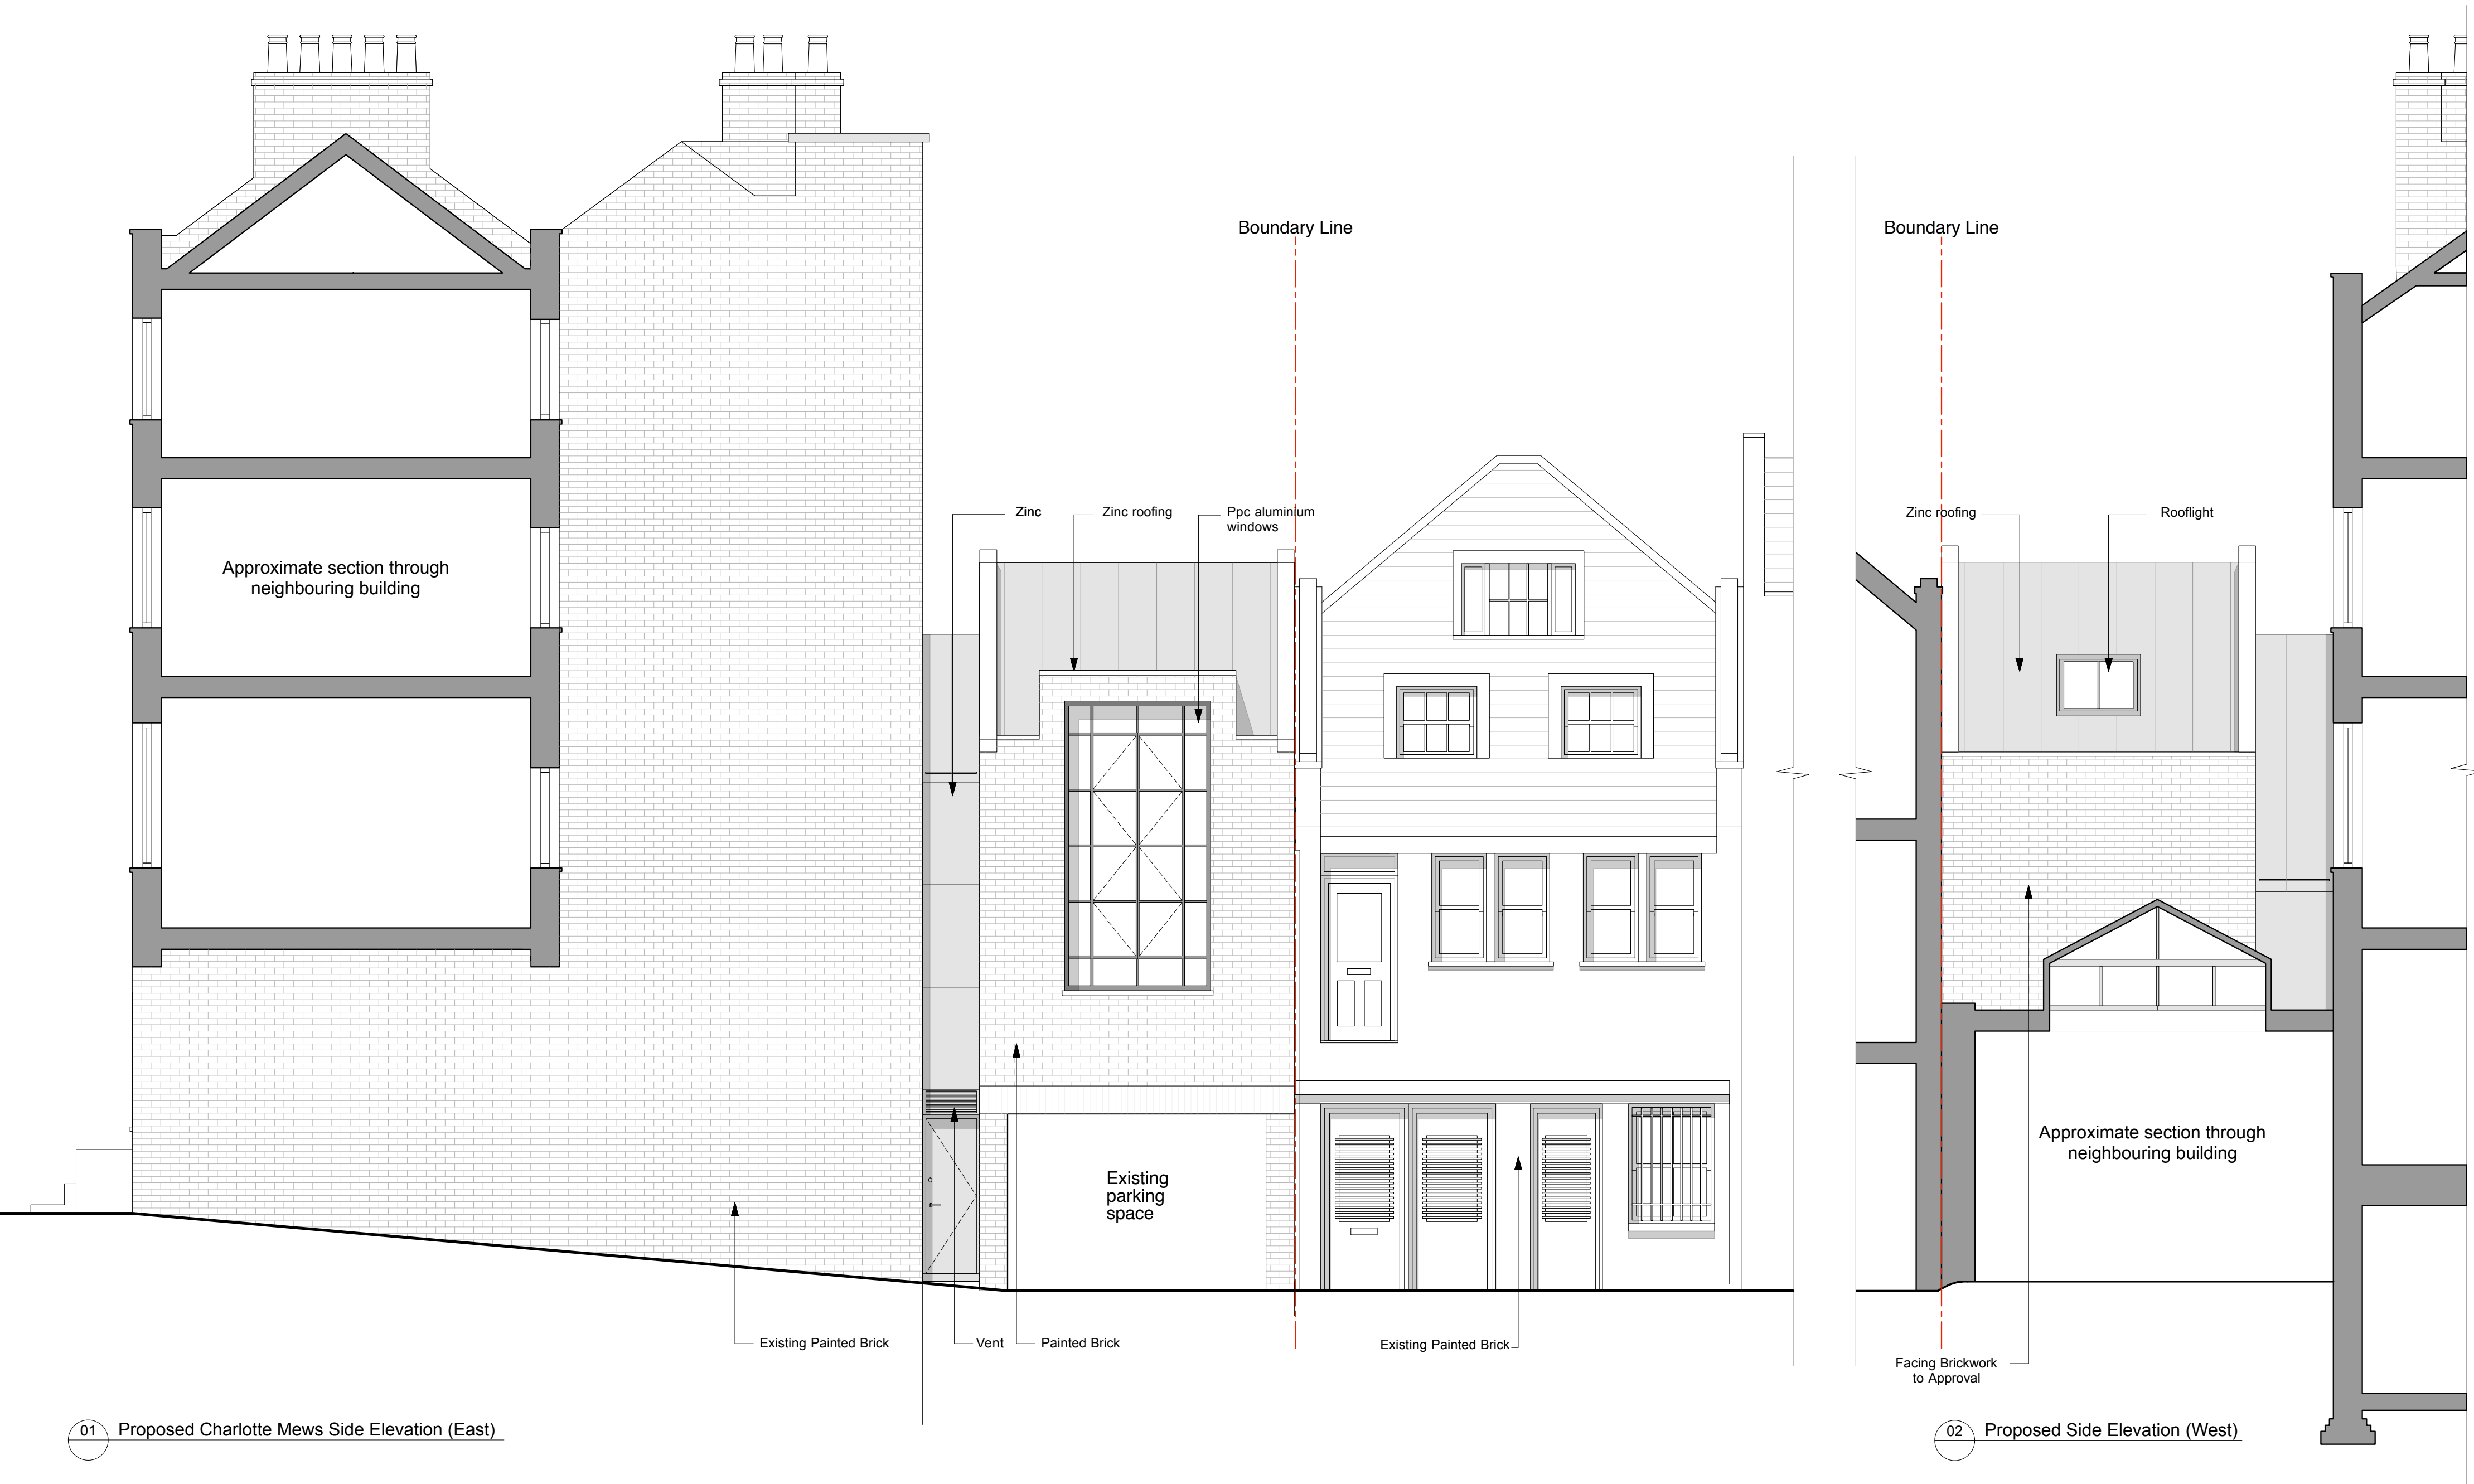 Boundary Line
Boundary Line
Zinc
Zinc roofing
Ppc aluminium
windows
Zinc roofing
Rooflight
Approximate section through
neighbouring building
Existing
parking
space
Approximate section through
neighbouring building
Existing Painted Brick
Vent
Painted Brick
Existing Painted Brick
Facing Brickwork
to Approval
01
Proposed Charlotte Mews Side Elevation (East)
02
Proposed Side Elevation (West)